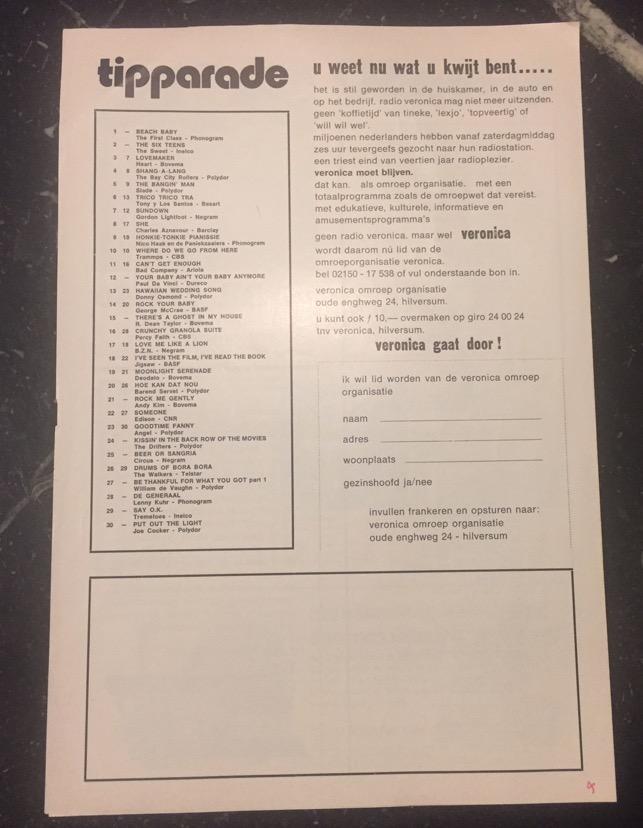 tipparade
1 – BEACH BABY
The First Class - Phonogram
2 – THE SIX TEENS
The Sweet - Inelco
3 7 LOVEMAKER
Heart - Bovema
4 8 SHANG-A-LANG
The Bay City Rollers - Polydor
5 9 THE BANGIN' MAN
Slade - Polydor
6 13 TRICO TRICO TRA
Tony y Los Santos - Basart
7 12 SUNDOWN
Gordon Lightfoot - Negram
8 17 SHE
Charles Aznavour - Barclay
9 15 HONKIE-TONKIE PIANISSIE
Nico Haak en de Paniekzaaiers - Phonogram
10 10 WHERE DO WE GO FROM HERE
Trammps - CBS
11 16 CAN'T GET ENOUGH
Bad Company - Ariola
12 – YOUR BABY AIN'T YOUR BABY ANYMORE
Paul Da Vinci - Dureco
13 23 HAWAIIAN WEDDING SONG
Donny Osmond - Polydor
14 20 ROCK YOUR BABY
George McCrae - BASF
15 – THERE'S A GHOST IN MY HOUSE
R. Dean Taylor - Bovema
16 25 CRUNCHY GRANOLA SUITE
Percy Faith - CBS
17 18 LOVE ME LIKE A LION
B.Z.N. - Negram
18 22 I'VE SEEN THE FILM, I'VE READ THE BOOK
Jigsaw - BASF
19 21 MOONLIGHT SERENADE
Deodato - Bovema
20 26 HOE KAN DAT NOU
Barend Servet - Polydor
21 – ROCK ME GENTLY
Andy Kim - Bovema
22 27 SOMEONE
Edison - CNR
23 30 GOODTIME FANNY
Angel - Polydor
24 – KISSIN' IN THE BACK ROW OF THE MOVIES
The Drifters - Polydor
25 – BEER OR SANGRIA
Circus - Negram
26 29 DRUMS OF BORA BORA
The Walkers - Telstar
27 – BE THANKFUL FOR WHAT YOU GOT part 1
William de Vaughn - Polydor
28 – DE GENERAAL
Lenny Kuhr - Phonogram
29 – SAY O.K.
Tremeloes - Inelco
30 – PUT OUT THE LIGHT
Joe Cocker - Polydor
u weet nu wat u kwijt bent.....
het is stil geworden in de huiskamer, in de auto en
op het bedrijf. radio veronica mag niet meer uitzenden.
geen 'koffietijd' van tineke, 'lexjo', 'topveertig' of
'will wil wel'.
miljoenen nederlanders hebben vanaf zaterdagmiddag
zes uur tevergeefs gezocht naar hun radiostation.
een triest eind van veertien jaar radioplezier.
veronica moet blijven.
dat kan. als omroep organisatie. met een
totaalprogramma zoals de omroepwet dat vereist.
met edukatieve, kulturele, informatieve en
amusementsprogramma's
geen radio veronica. maar wel veronica
wordt daarom nú lid van de
omroeporganisatie veronica.
bel 02150 - 17 538 of vul onderstaande bon in.
veronica omroep organisatie
oude enghweg 24, hilversum.
u kunt ook f 10,— overmaken op giro 24 00 24
tnv veronica, hilversum.
veronica gaat door !
ik wil lid worden van de veronica omroep
organisatie
naam
adres
woonplaats
gezinshoofd ja/nee
invullen frankeren en opsturen naar:
veronica omroep organisatie
oude enghweg 24 - hilversum